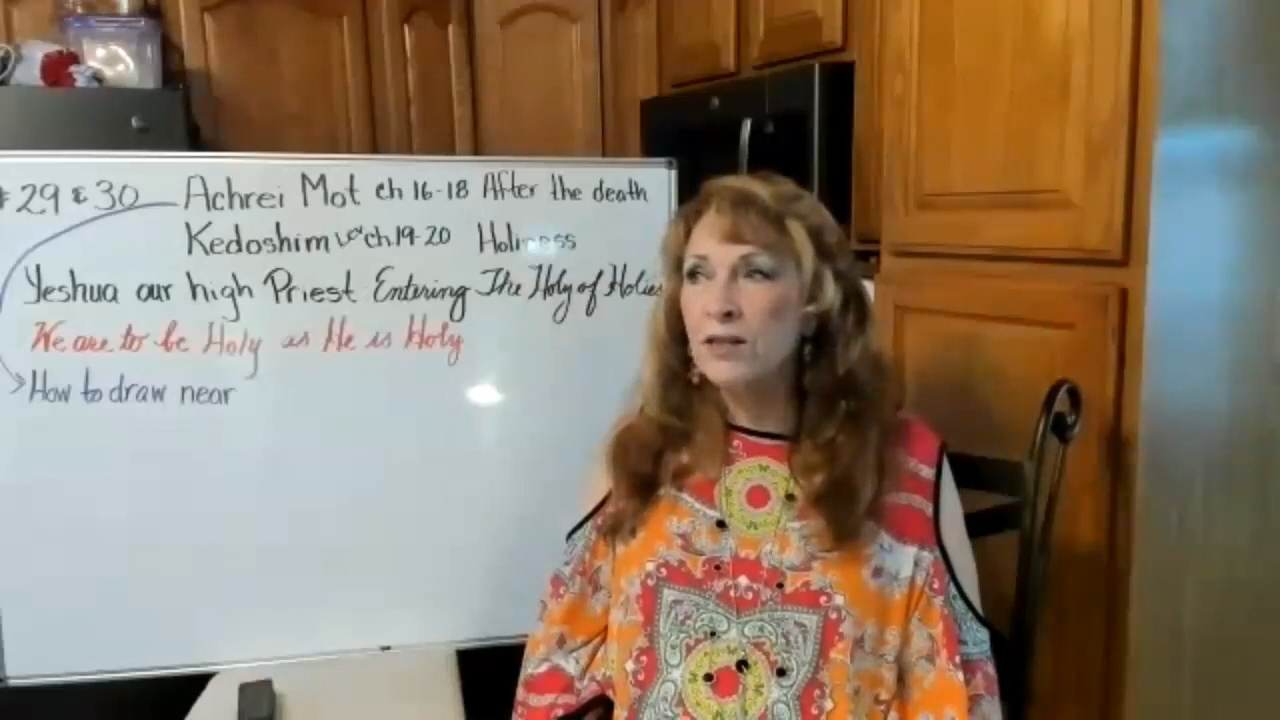 #29 & 30 Achrei Mot ch 16-18 After the death
Kedoshim Lev ch.19-20 Holiness
Yeshua our high Priest Entering The Holy of Holies
We are to be Holy as He is Holy
> How to draw near